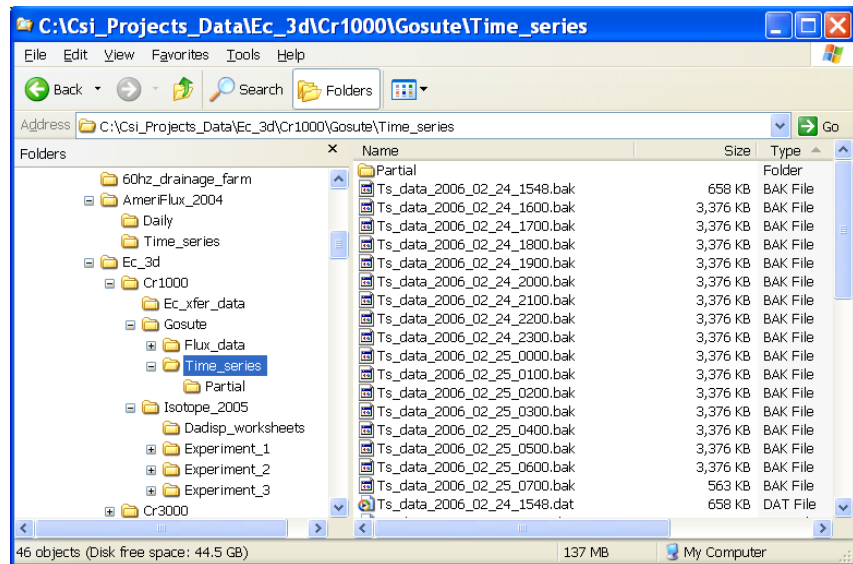 C:\Csi_Projects_Data\Ec_3d\Cr1000\Gosute\Time_series
File Edit View Favorites Tools Help
Back Search Folders
Address C:\Csi_Projects_Data\Ec_3d\Cr1000\Gosute\Time_series Go
Folders
60hz_drainage_farm
AmeriFlux_2004
Daily
Time_series
Ec_3d
Cr1000
Ec_xfer_data
Gosute
Flux_data
Time_series
Partial
Isotope_2005
Dadisp_worksheets
Experiment_1
Experiment_2
Experiment_3
Cr3000
Name Size Type
Partial Folder
Ts_data_2006_02_24_1548.bak 658 KB BAK File
Ts_data_2006_02_24_1600.bak 3,376 KB BAK File
Ts_data_2006_02_24_1700.bak 3,376 KB BAK File
Ts_data_2006_02_24_1800.bak 3,376 KB BAK File
Ts_data_2006_02_24_1900.bak 3,376 KB BAK File
Ts_data_2006_02_24_2000.bak 3,376 KB BAK File
Ts_data_2006_02_24_2100.bak 3,376 KB BAK File
Ts_data_2006_02_24_2200.bak 3,376 KB BAK File
Ts_data_2006_02_24_2300.bak 3,376 KB BAK File
Ts_data_2006_02_25_0000.bak 3,376 KB BAK File
Ts_data_2006_02_25_0100.bak 3,376 KB BAK File
Ts_data_2006_02_25_0200.bak 3,376 KB BAK File
Ts_data_2006_02_25_0300.bak 3,376 KB BAK File
Ts_data_2006_02_25_0400.bak 3,376 KB BAK File
Ts_data_2006_02_25_0500.bak 3,376 KB BAK File
Ts_data_2006_02_25_0600.bak 3,376 KB BAK File
Ts_data_2006_02_25_0700.bak 563 KB BAK File
Ts_data_2006_02_24_1548.dat 658 KB DAT File
46 objects (Disk free space: 44.5 GB) 137 MB My Computer